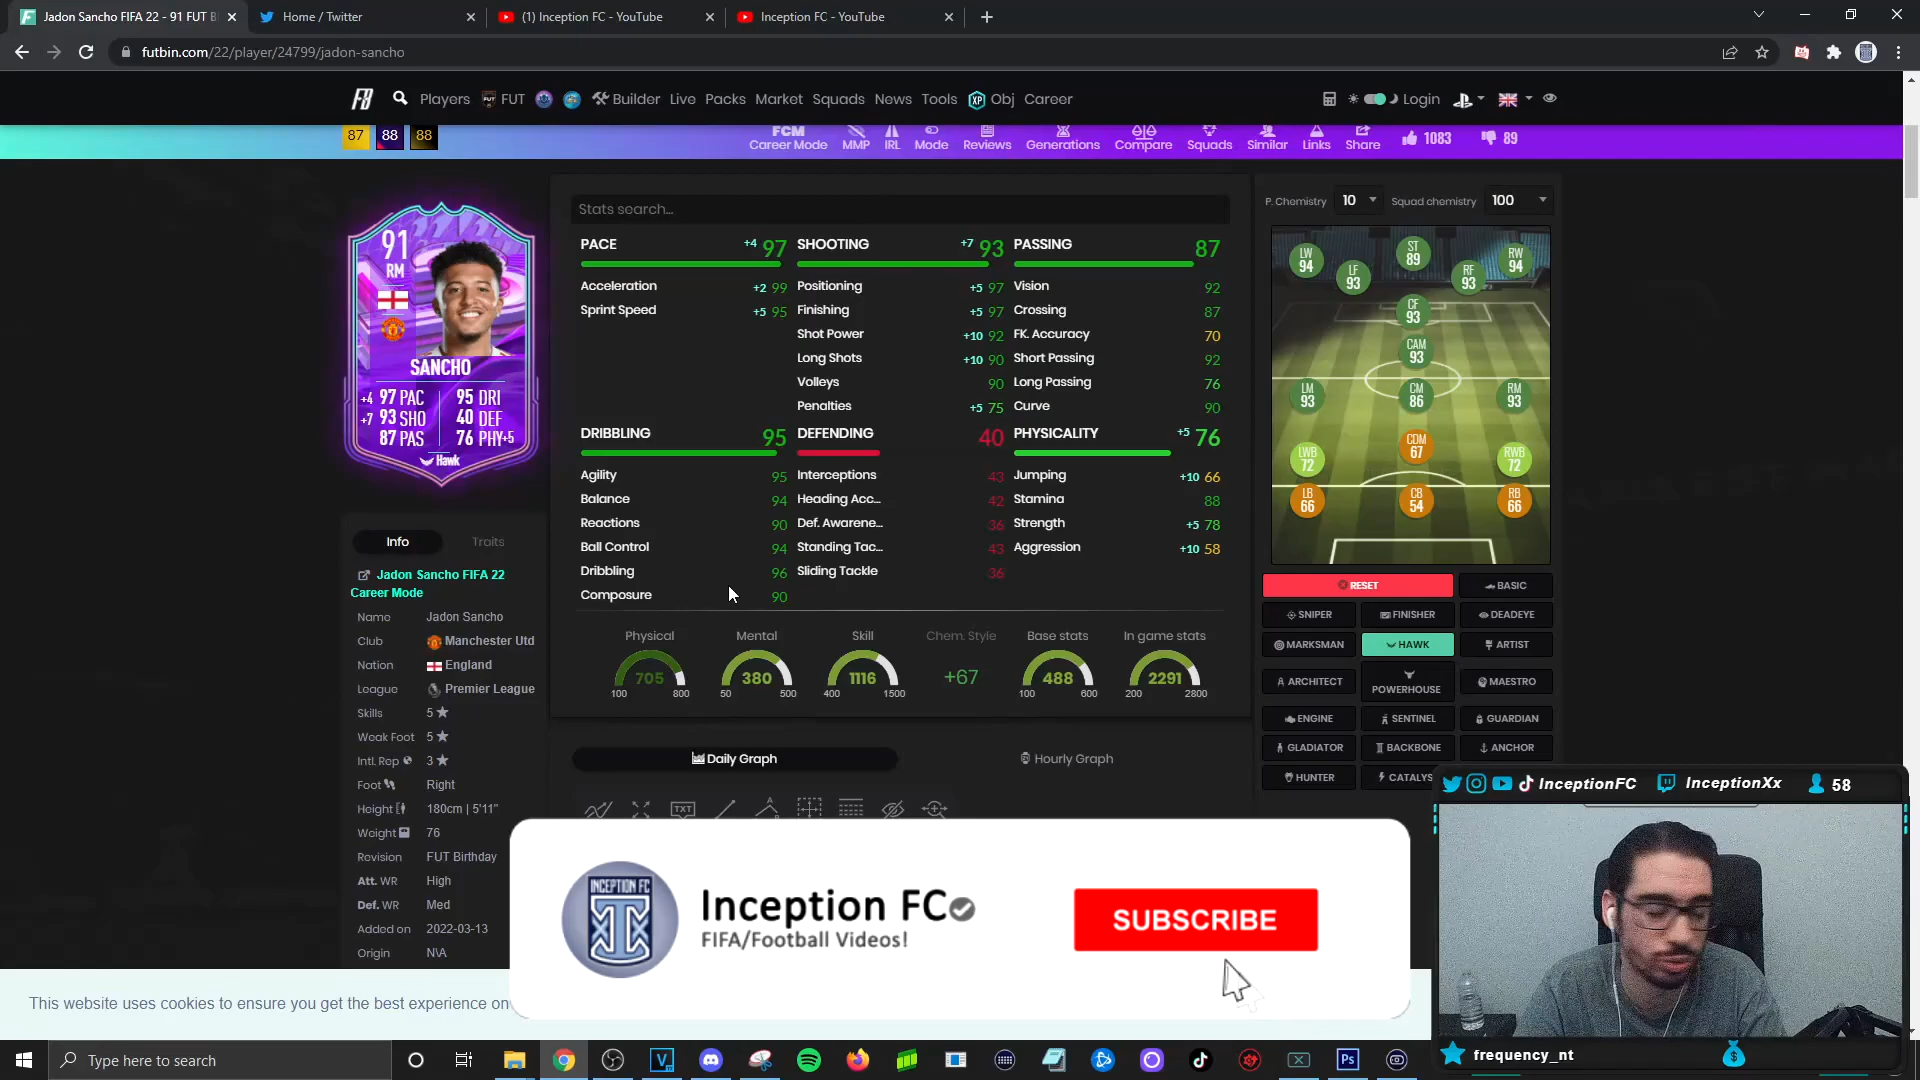 Jadon Sancho FIFA 22 - 91 FUT B
Home / Twitter
(1) Inception FC - YouTube
Inception FC - YouTube
futbin.com/22/player/24799/jadon-sancho
Players FUT Builder Live Packs Market Squads News Tools XP Obj Career Login
87 88 88
FCM
Career Mode MMP IRL Mode Reviews Generations Compare Squads Similar Links Share 1083 89
91
RM
SANCHO
+4 97 PAC 95 DRI
+7 93 SHO 40 DEF
87 PAS 76 PHY+5
Hawk
Stats search...
PACE +4 97
Acceleration +2 99
Sprint Speed +5 95
SHOOTING +7 93
Positioning +5 97
Finishing +5 97
Shot Power +10 92
Long Shots +10 90
Volleys 90
Penalties +5 75
PASSING 87
Vision 92
Crossing 87
FK. Accuracy 70
Short Passing 92
Long Passing 76
Curve 90
DRIBBLING 95
Agility 95
Balance 94
Reactions 90
Ball Control 94
Dribbling 96
Composure 90
DEFENDING 40
Interceptions 43
Heading Acc... 42
Def. Awarene... 36
Standing Tac... 43
Sliding Tackle 36
PHYSICALITY +5 76
Jumping +10 66
Stamina 88
Strength +5 78
Aggression +10 58
Physical Mental Skill Chem. Style Base stats In game stats
705 380 1116 +67 488 2291
100 800 50 500 400 1500 100 600 200 2800
Daily Graph Hourly Graph
TXT
P. Chemistry 10 Squad chemistry 100
LW
94
ST
89
RW
94
LF
93
RF
93
CF
93
CAM
93
LM
93
CM
86
RM
93
CDM
67
LWB
72
RWB
72
LB
66
CB
54
RB
66
RESET BASIC
SNIPER FINISHER DEADEYE
MARKSMAN HAWK ARTIST
ARCHITECT POWERHOUSE MAESTRO
ENGINE SENTINEL GUARDIAN
GLADIATOR BACKBONE ANCHOR
HUNTER CATALYS
Info Traits
Jadon Sancho FIFA 22
Career Mode
Name Jadon Sancho
Club Manchester Utd
Nation England
League Premier League
Skills 5
Weak Foot 5
Intl. Rep 3
Foot Right
Height 180cm | 5'11"
Weight 76
Revision FUT Birthday
Att. WR High
Def. WR Med
Added on 2022-03-13
Origin N\A
This website uses cookies to ensure you get the best experience on
INCEPTION FC
Inception FC
FIFA/Football Videos!
SUBSCRIBE
InceptionFC InceptionXx 58
frequency_nt
Type here to search
Ps